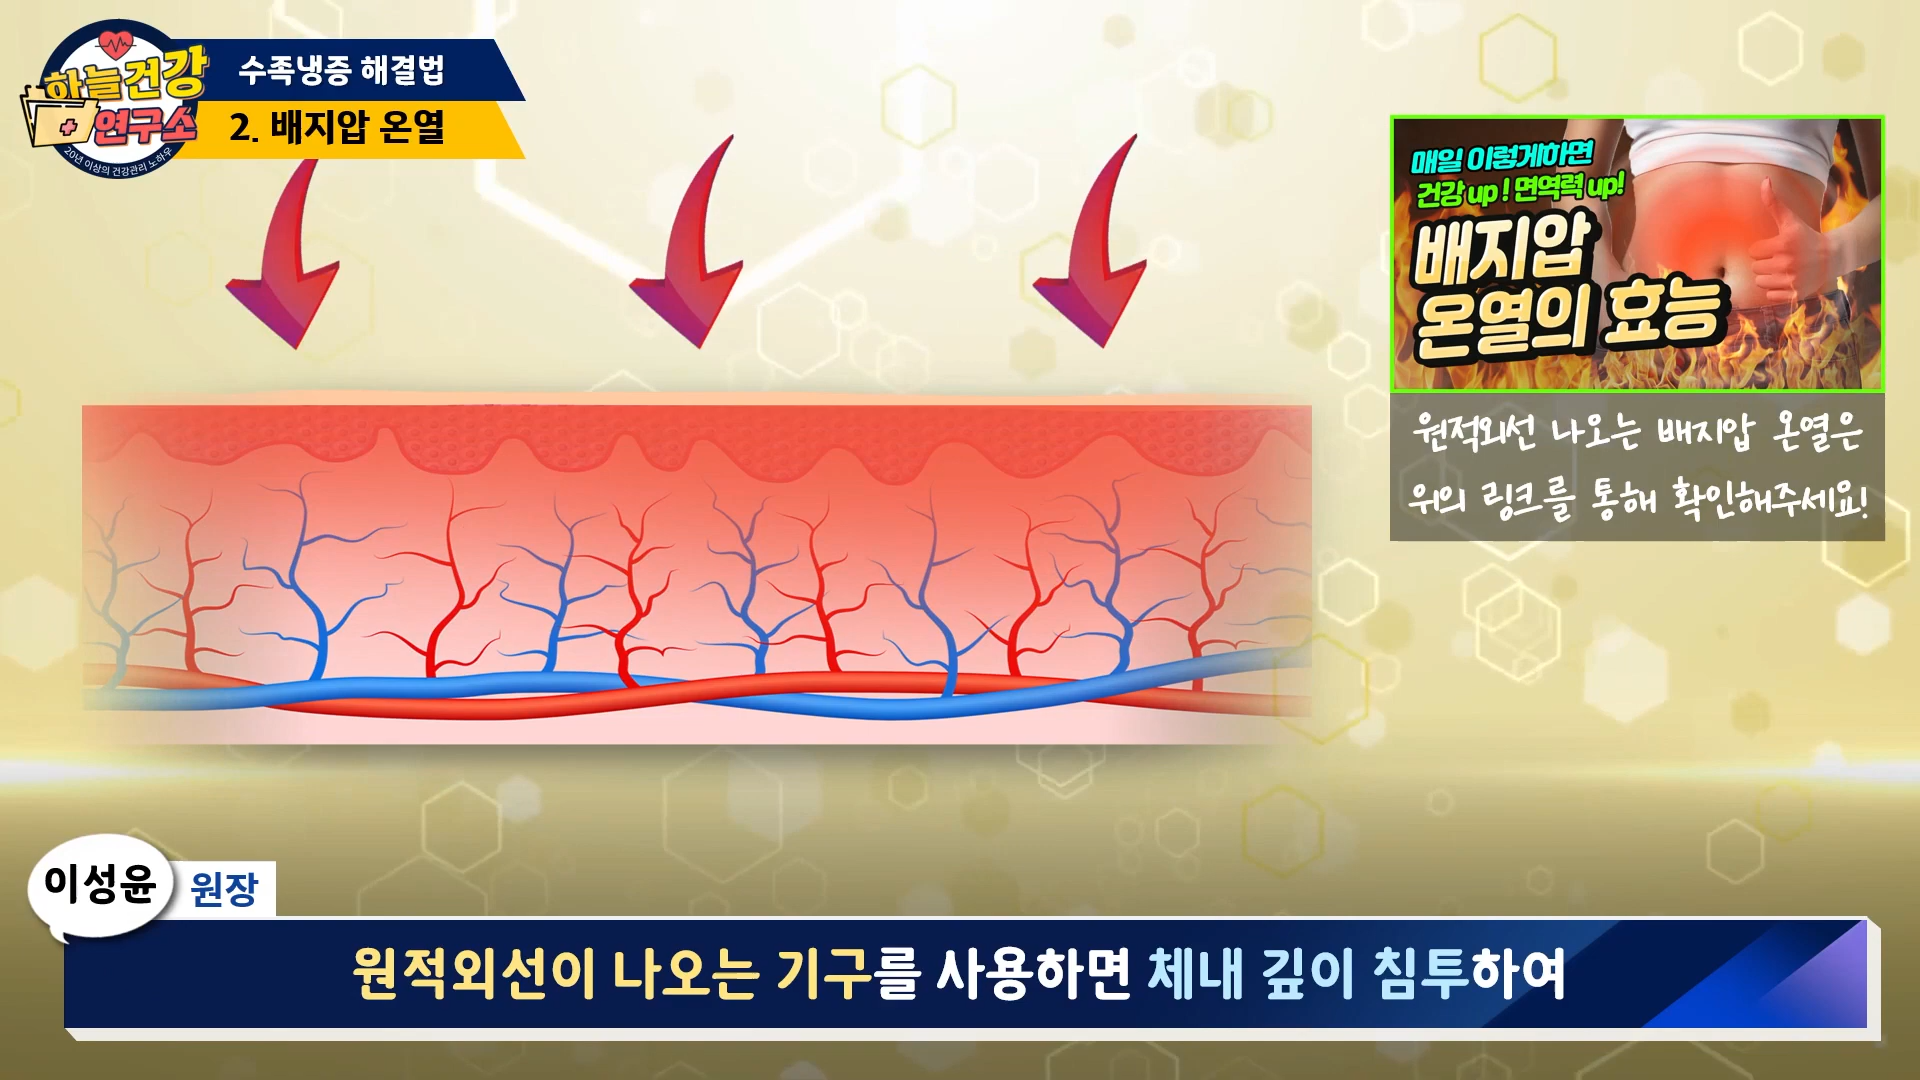 하늘건강
연구소
20년 이상의 건강관리 노하우
수족냉증 해결법
2. 배지압 온열
매일 이렇게하면
건강 up ! 면역력 up!
배지압
온열의 효능
원적외선 나오는 배지압 온열은
위의 링크를 통해 확인해주세요!
이성윤 원장
원적외선이 나오는 기구를 사용하면 체내 깊이 침투하여